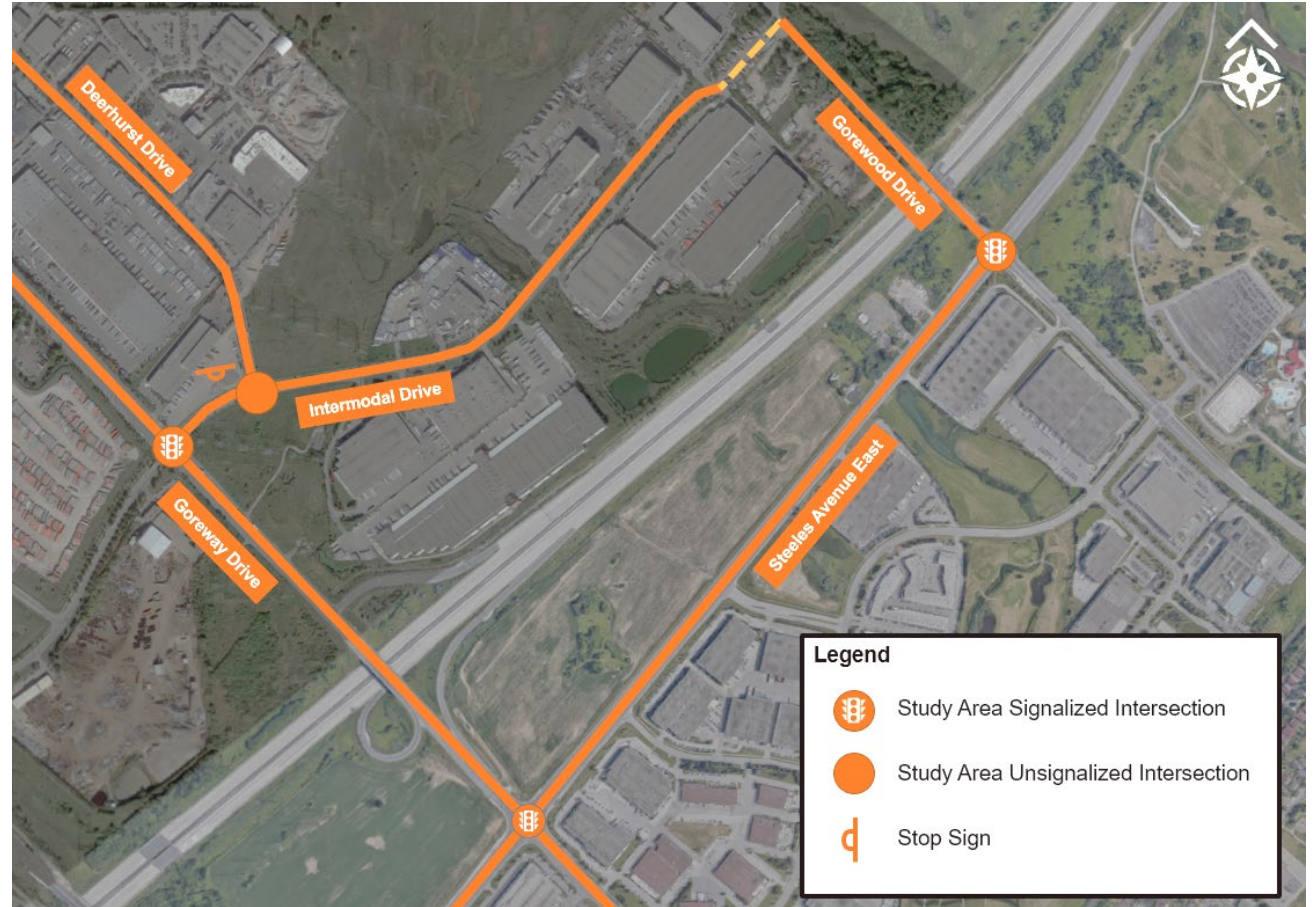 Deerhurst Drive
Gorewood Drive
Intermodal Drive
Goreway Drive
Steeles Avenue East
Legend
Study Area Signalized Intersection
Study Area Unsignalized Intersection
Stop Sign